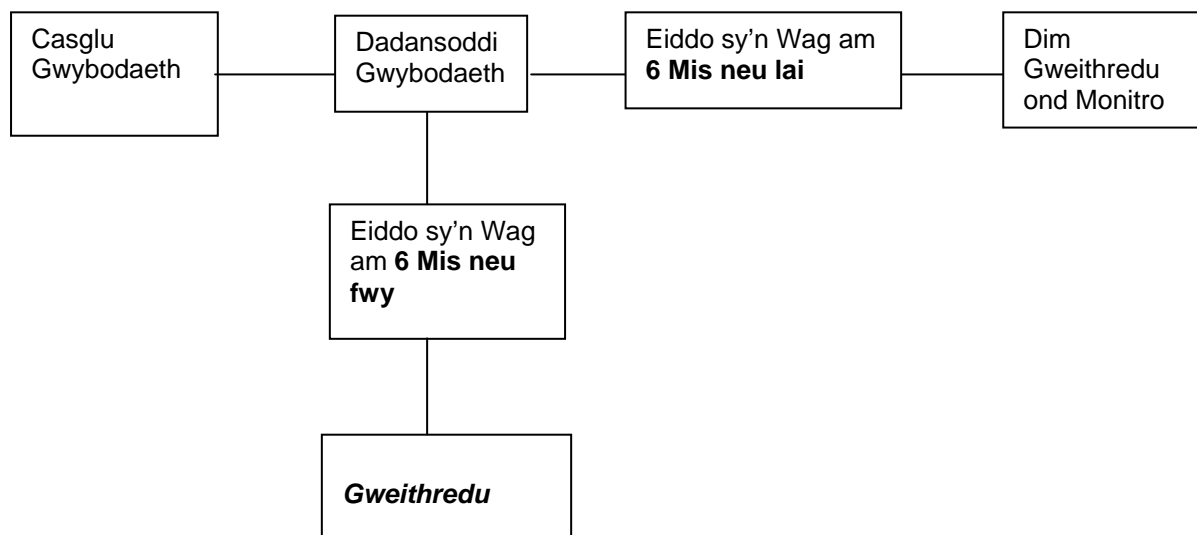 Casglu
Gwybodaeth
Dadansoddi
Gwybodaeth
Eiddo sy'n Wag am
6 Mis neu lai
Dim
Gweithredu
ond Monitro
Eiddo sy'n Wag
am 6 Mis neu
fwy
Gweithredu